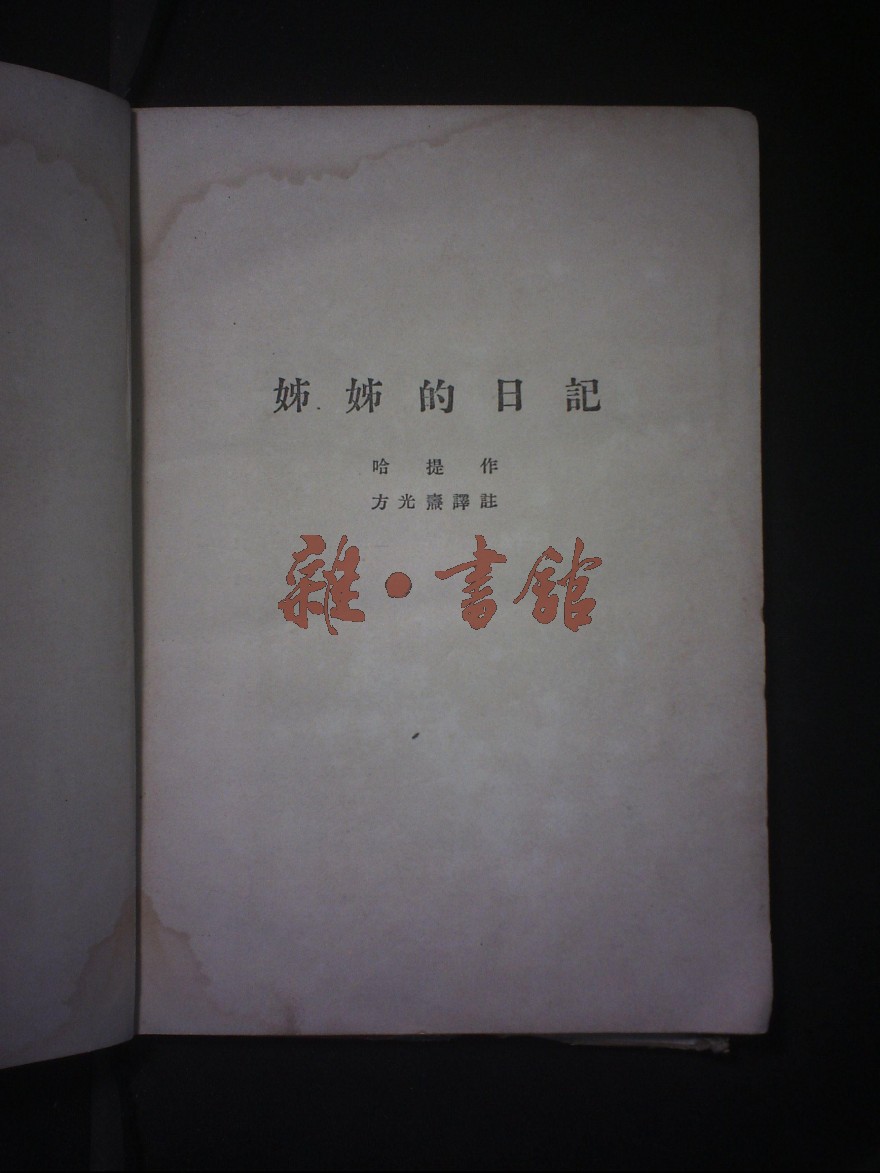 姊姊的日記
哈提作
方光燾譯註
雜·書館